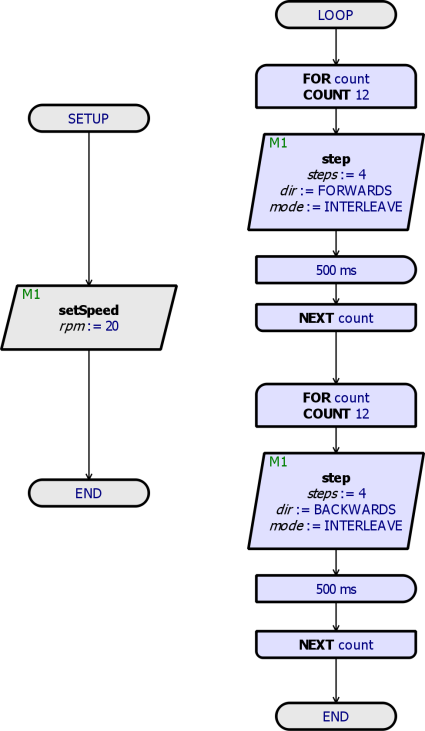 SETUP
M1
setSpeed
rpm := 20
END
LOOP
FOR count
COUNT 12
M1
step
steps := 4
dir := FORWARDS
mode := INTERLEAVE
500 ms
NEXT count
FOR count
COUNT 12
M1
step
steps := 4
dir := BACKWARDS
mode := INTERLEAVE
500 ms
NEXT count
END